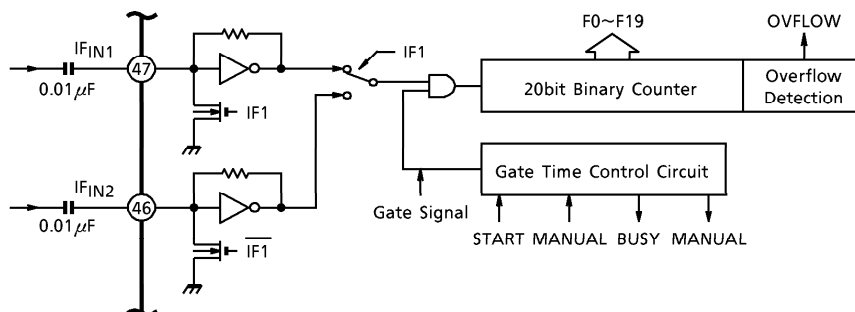 F0~F19
OVFLOW
IF1
IFIN1
47
0.01μF
IF1
20bit Binary Counter
Overflow
Detection
Gate Time Control Circuit
IFIN2
46
0.01μF
Gate Signal
START MANUAL BUSY MANUAL
I̅F̅1̅